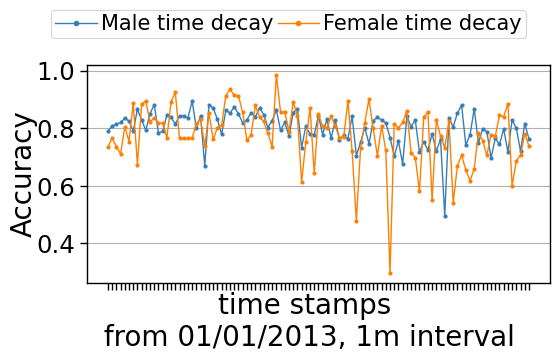 Male time decay Female time decay
1.0
0.8
0.6
0.4
Accuracy
time stamps
from 01/01/2013, 1m interval